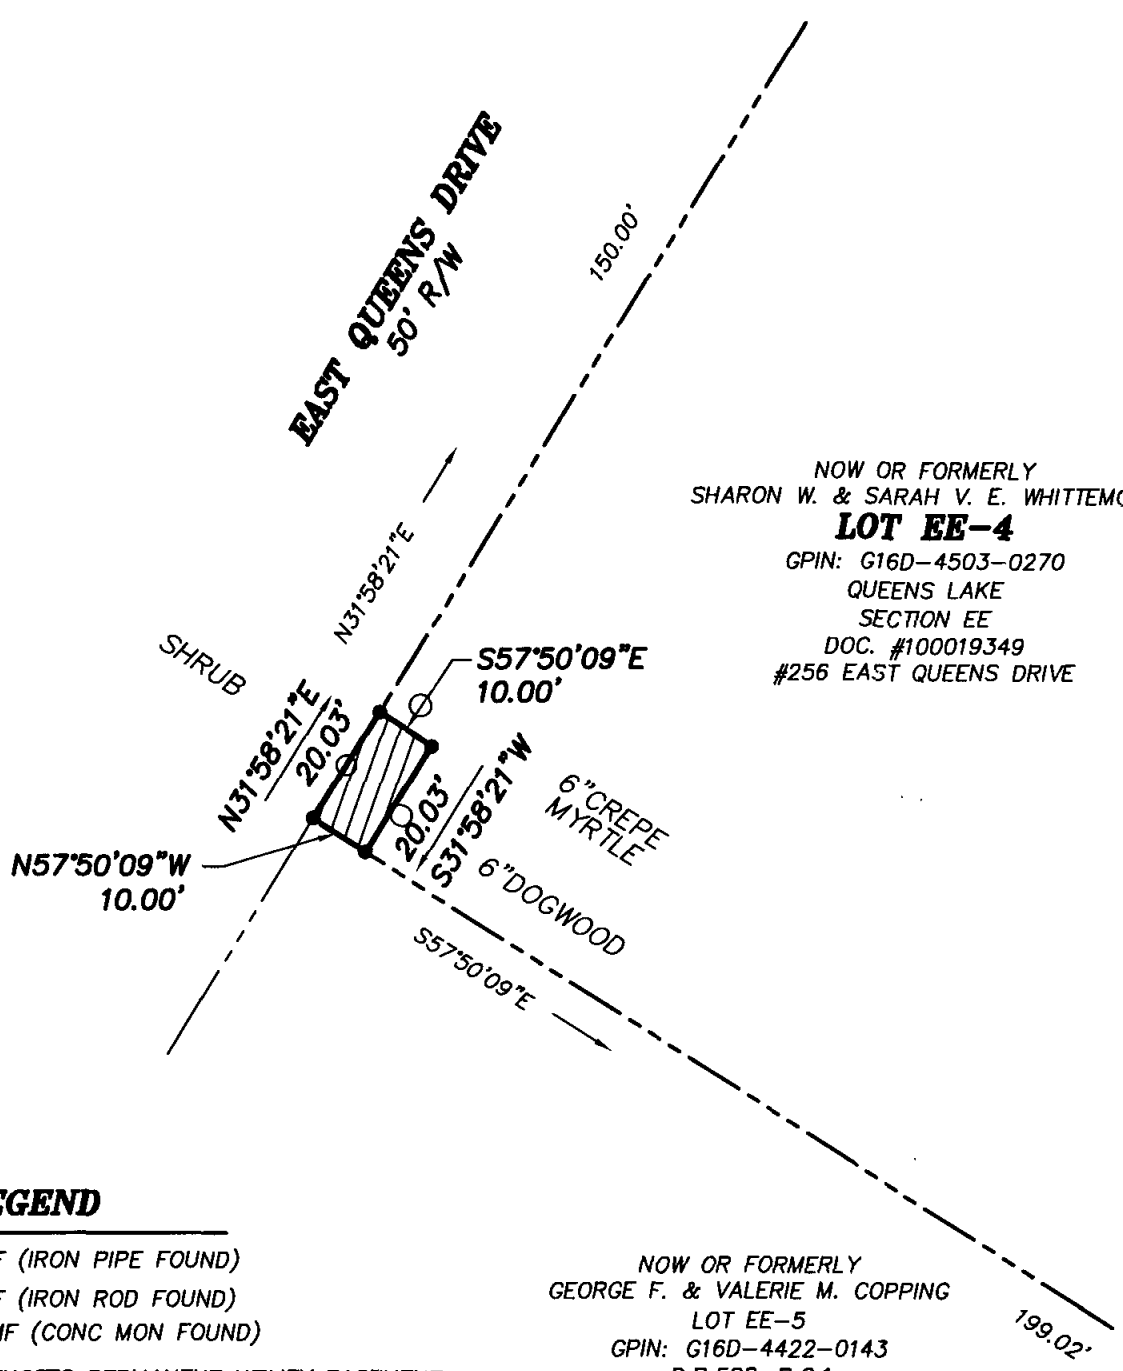 EAST QUEENS DRIVE
50' R/W
150.00'
N31°58'21"E
NOW OR FORMERLY
SHARON W. & SARAH V. E.
LOT EE-4
GPIN: G16D-4503-0270
QUEENS LAKE
SECTION EE
DOC. #100019349
#256 EAST QUEENS DRIVE
SHRUB
S57°50'09"E
10.00'
N31°58'21"E
20.03'
20.03'
S31°58'21"W
6"CREPE
MYRTLE
6"DOGWOOD
N57°50'09"W
10.00'
S57°50'09"E
199.02'
EGEND
F (IRON PIPE FOUND)
F (IRON ROD FOUND)
MF (CONC MON FOUND)
NOW OR FORMERLY
GEORGE F. & VALERIE M. COPPING
LOT EE-5
GPIN: G16D-4422-0143